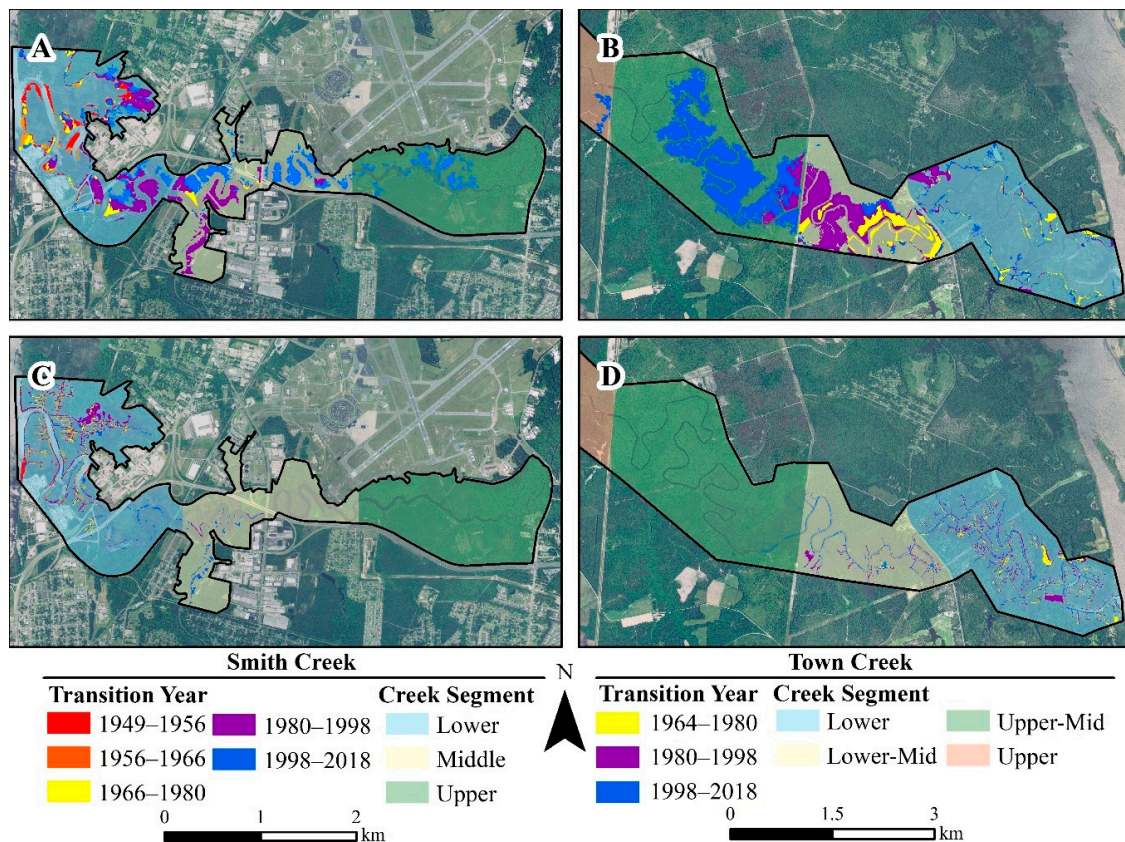 A
B
C
D
Smith Creek
Transition Year
Creek Segment
1949–1956
1980–1998
Lower
1956–1966
1998–2018
Middle
1966–1980
Upper
0 1 2
km
N
Town Creek
Transition Year
Creek Segment
1964–1980
Lower
Upper-Mid
1980–1998
Lower-Mid
Upper
1998–2018
0 1.5 3
km